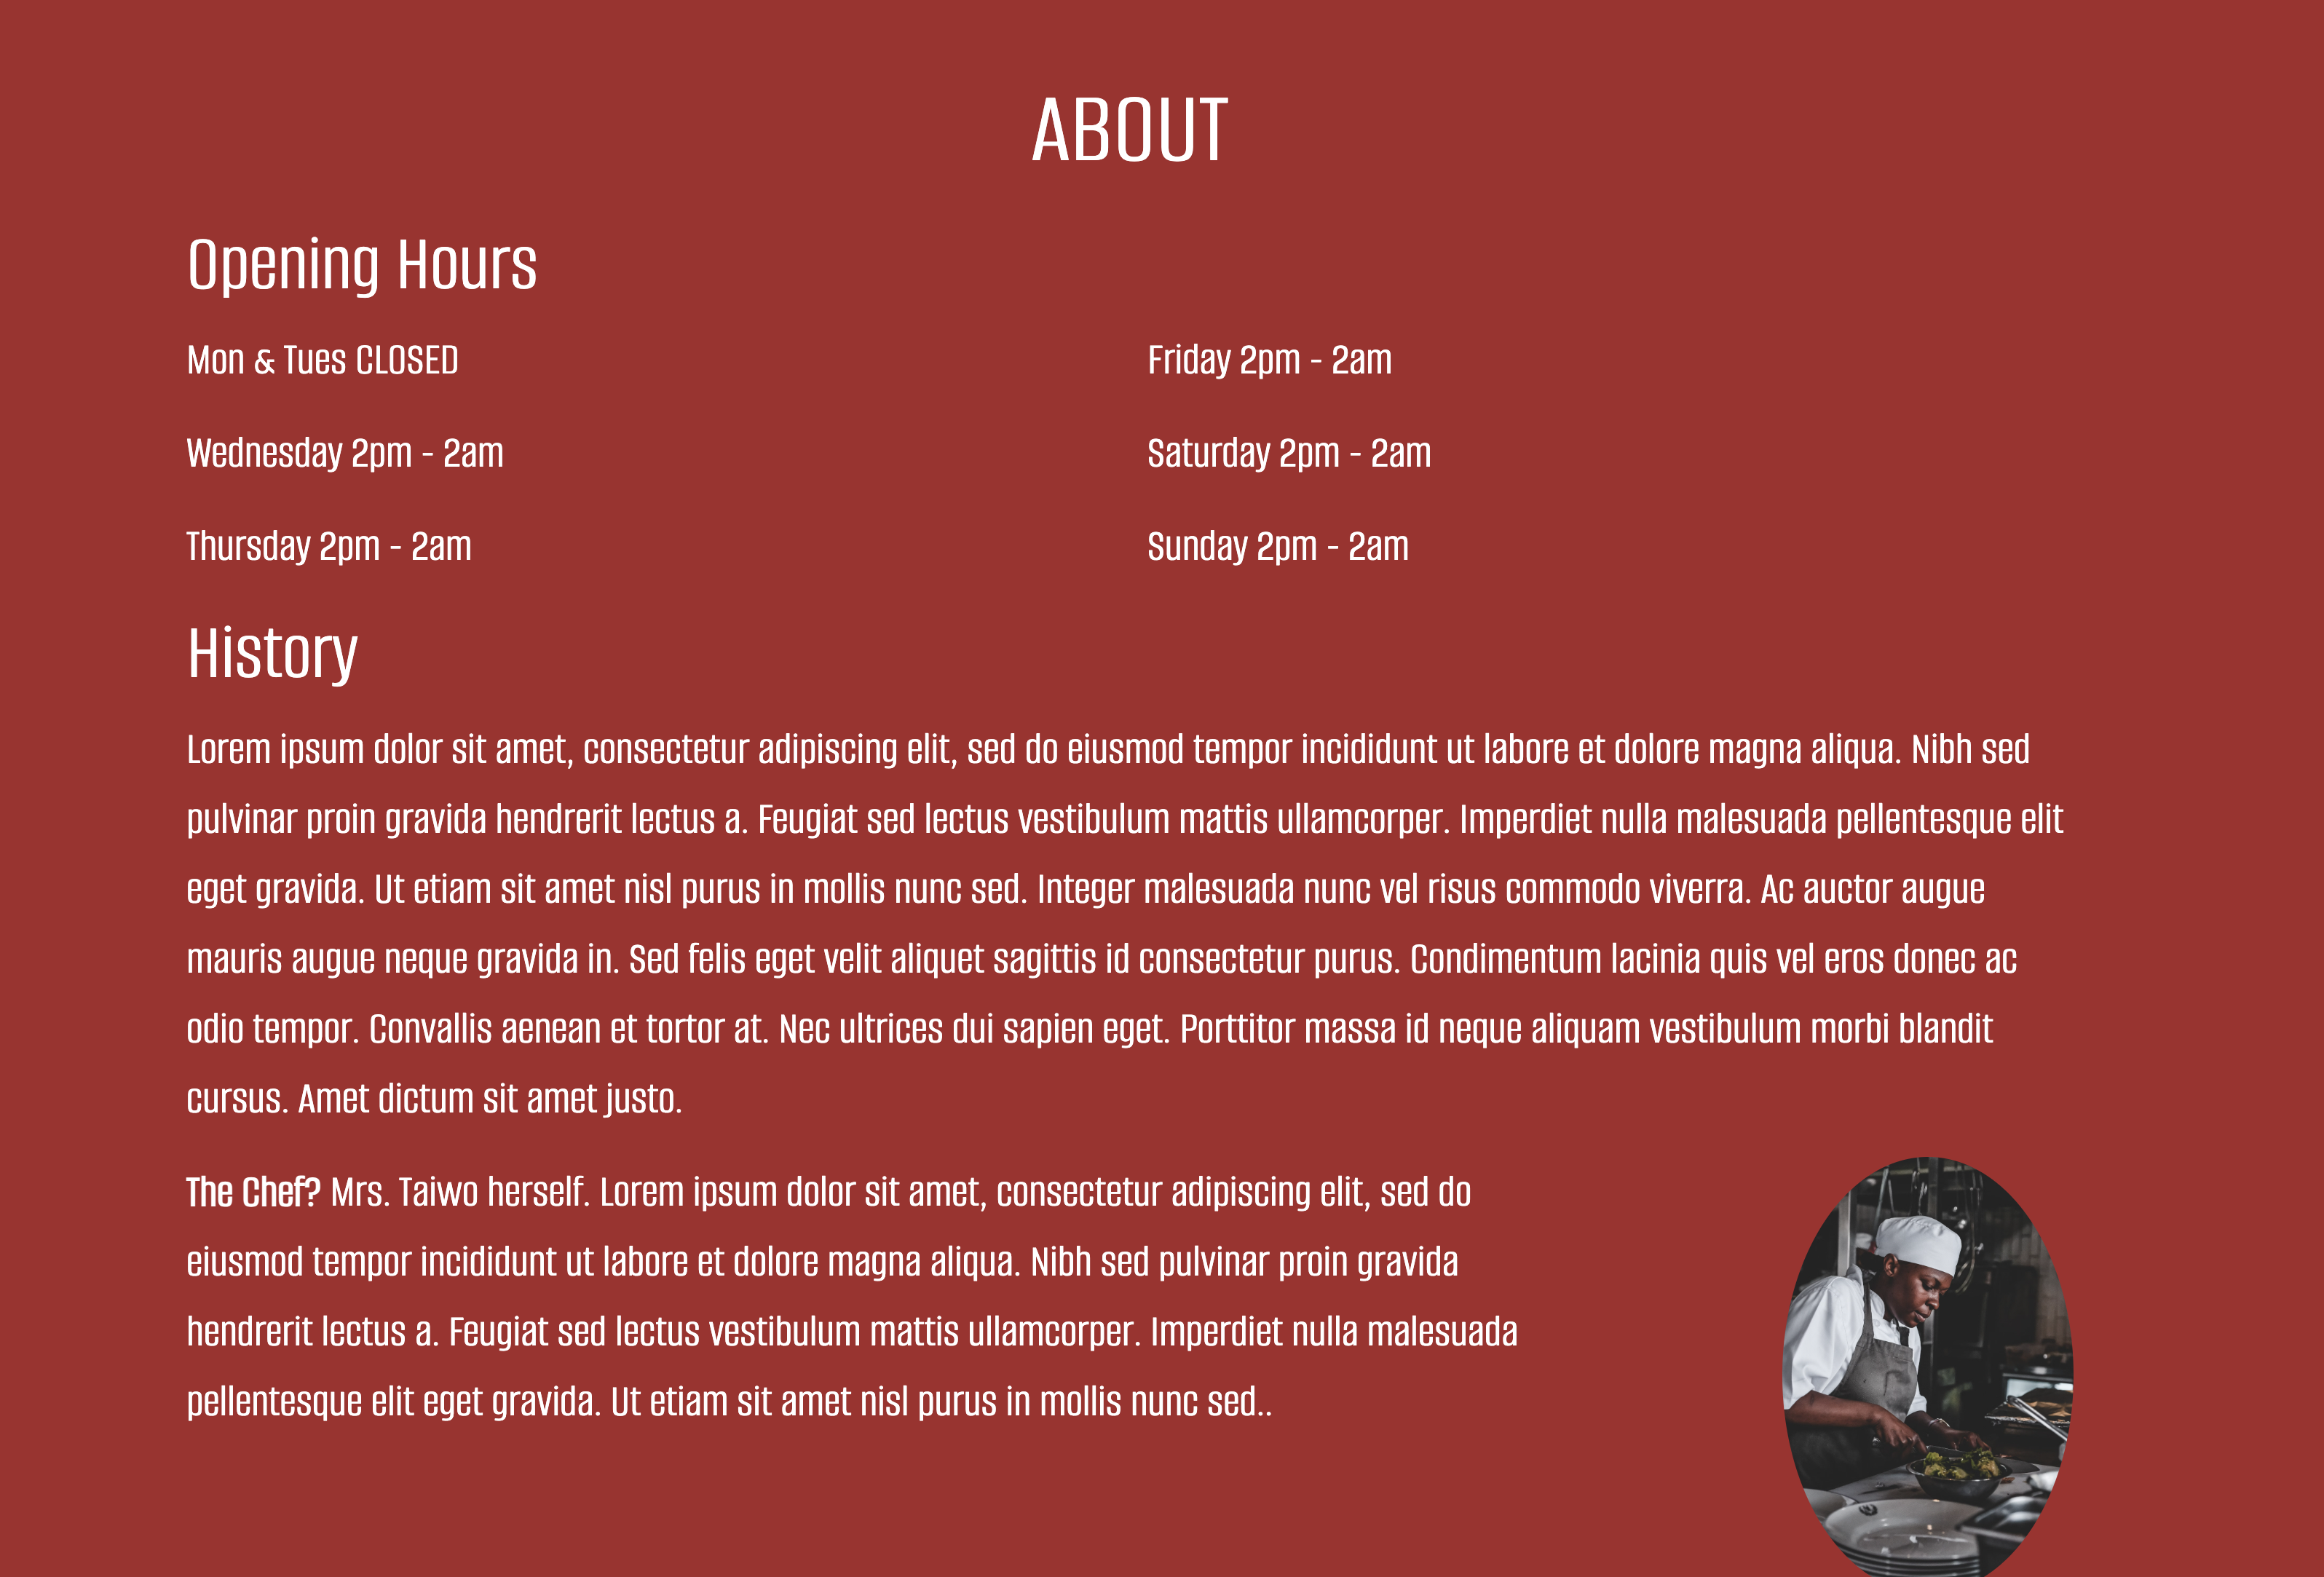 ABOUT
Opening Hours
Mon & Tues CLOSED
Wednesday 2pm - 2am
Thursday 2pm - 2am
Friday 2pm - 2am
Saturday 2pm - 2am
Sunday 2pm - 2am
History
Lorem ipsum dolor sit amet, consectetur adipiscing elit, sed do eiusmod tempor incididunt ut labore et dolore magna aliqua. Nibh sed
pulvinar proin gravida hendrerit lectus a. Feugiat sed lectus vestibulum mattis ullamcorper. Imperdiet nulla malesuada pellentesque elit
eget gravida. Ut etiam sit amet nisl purus in mollis nunc sed. Integer malesuada nunc vel risus commodo viverra. Ac auctor augue
mauris augue neque gravida in. Sed felis eget velit aliquet sagittis id consectetur purus. Condimentum lacinia quis vel eros donec ac
odio tempor. Convallis aenean et tortor at. Nec ultrices dui sapien eget. Porttitor massa id neque aliquam vestibulum morbi blandit
cursus. Amet dictum sit amet justo.
The Chef? Mrs. Taiwo herself. Lorem ipsum dolor sit amet, consectetur adipiscing elit, sed do
eiusmod tempor incididunt ut labore et dolore magna aliqua. Nibh sed pulvinar proin gravida
hendrerit lectus a. Feugiat sed lectus vestibulum mattis ullamcorper. Imperdiet nulla malesuada
pellentesque elit eget gravida. Ut etiam sit amet nisl purus in mollis nunc sed..